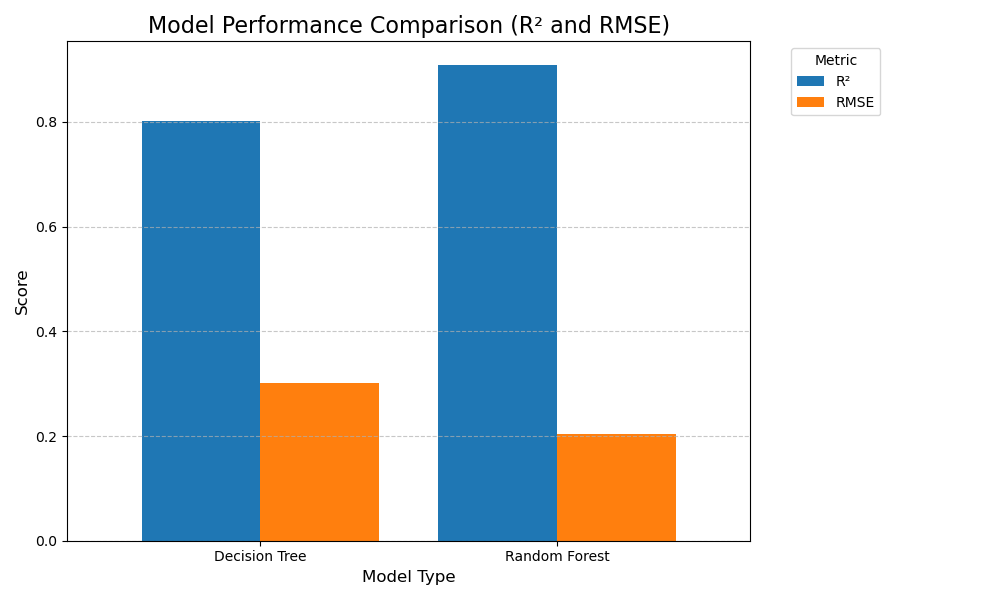 Model Performance Comparison (R² and RMSE)
Metric
R²
RMSE
Score
0.8
0.6
0.4
0.2
0.0
Decision Tree
Random Forest
Model Type